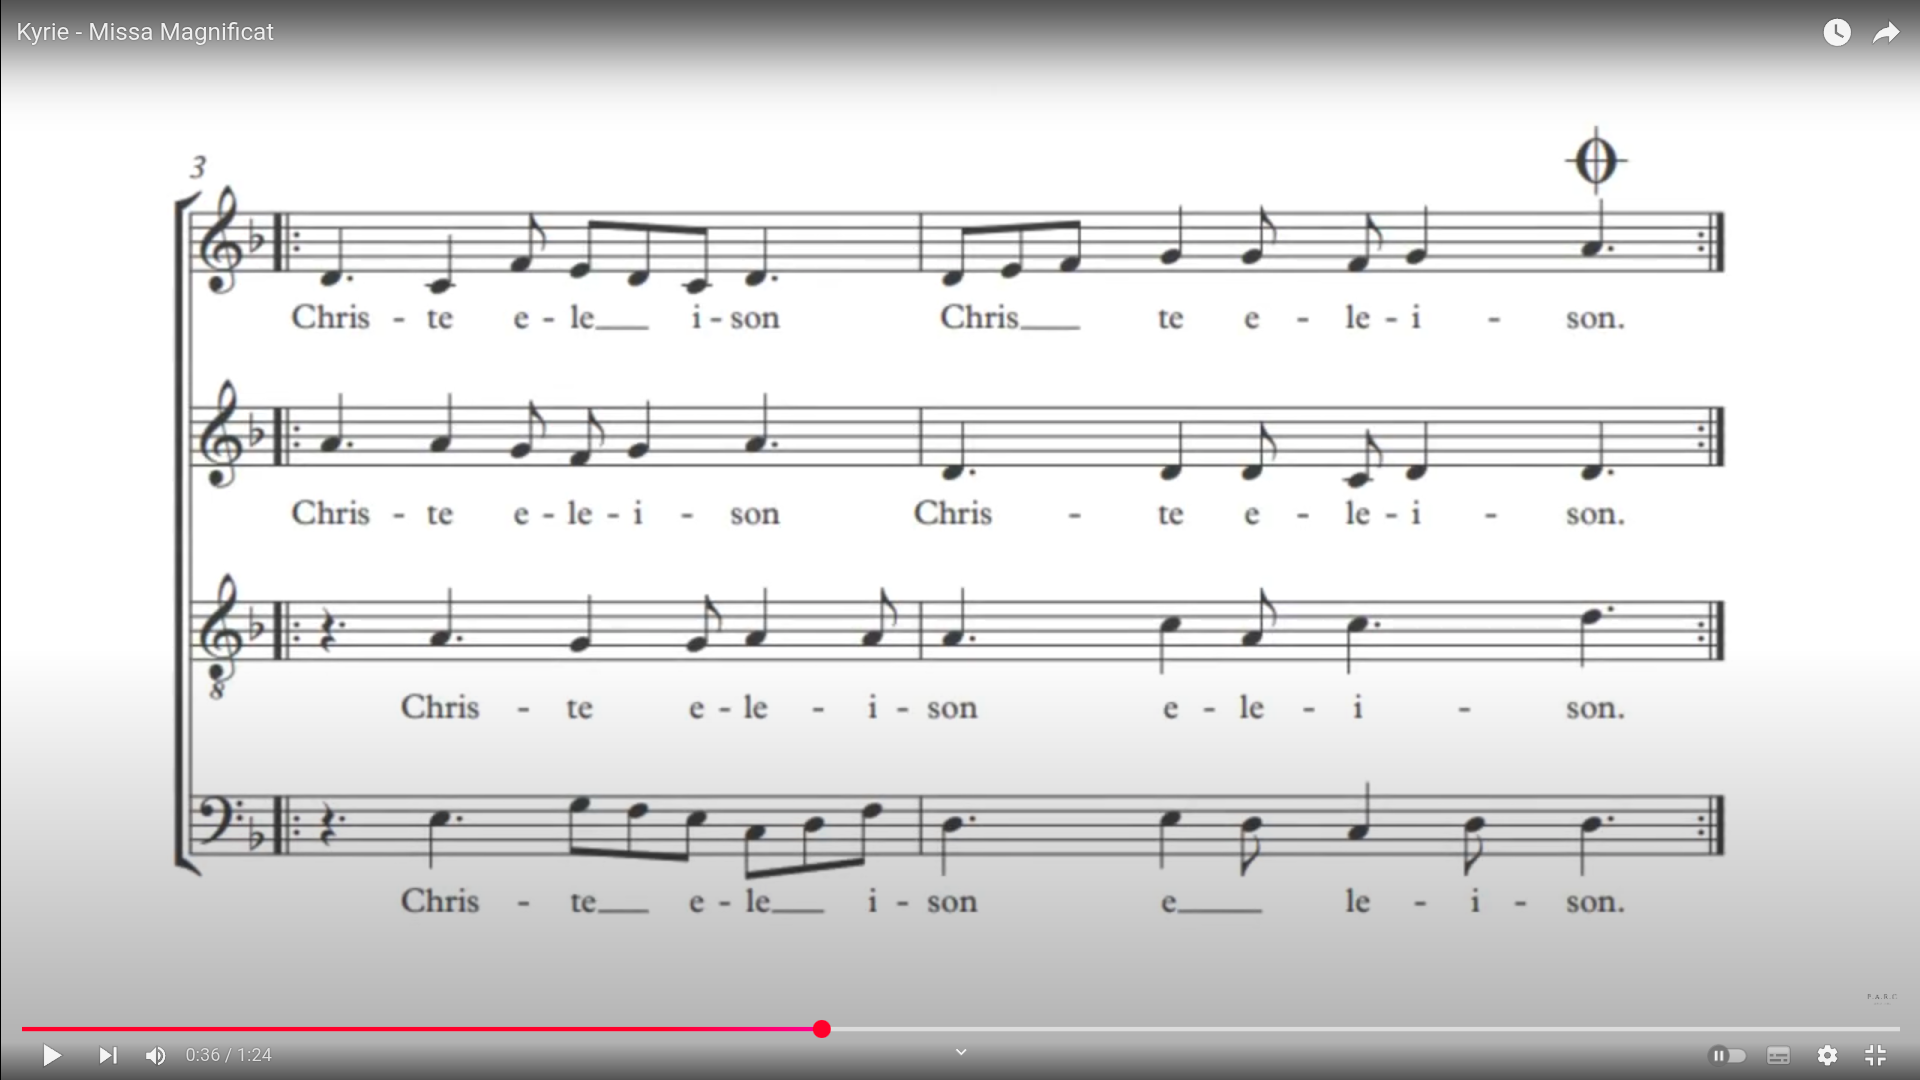 Kyrie - Missa Magnificat
3
Chris - te e - le___ i - son Chris___ te e - le - i - son.
Chris - te e - le - i - son Chris - te e - le - i - son.
8
Chris - te e - le - i - son e - le - i - son.
Chris - te___ e - le___ i - son e____ le - i - son.
P.A.R.C
0:36 / 1:24